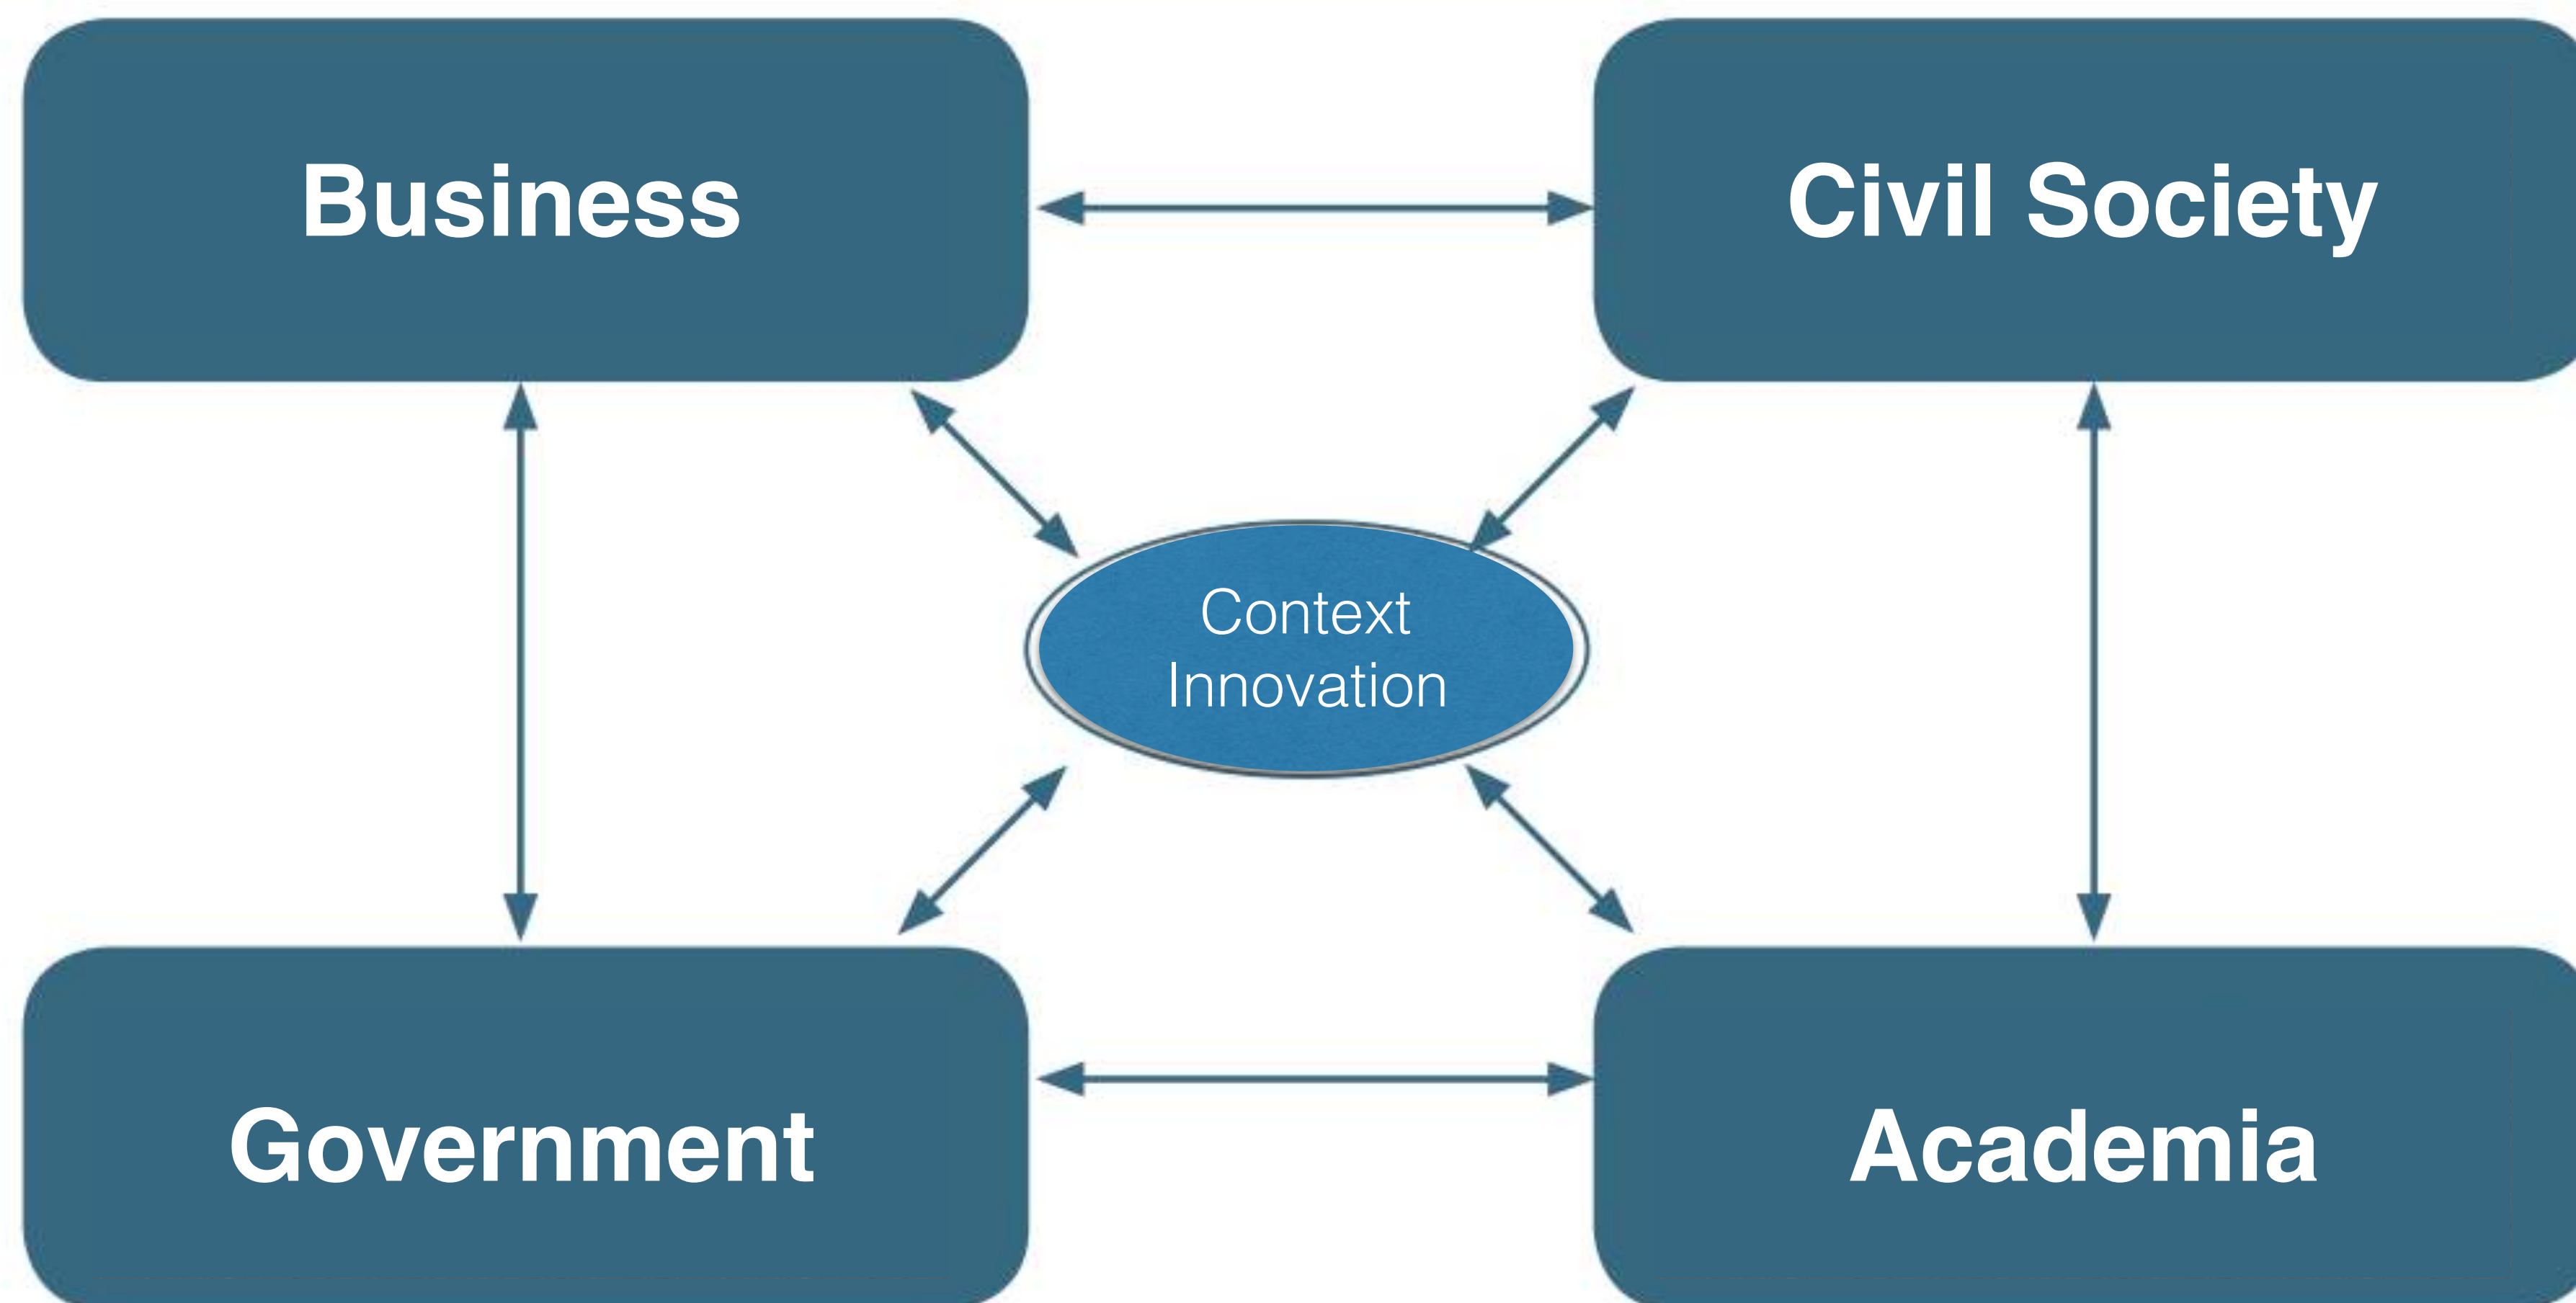 Business
Civil Society
Context
Innovation
Government
Academia